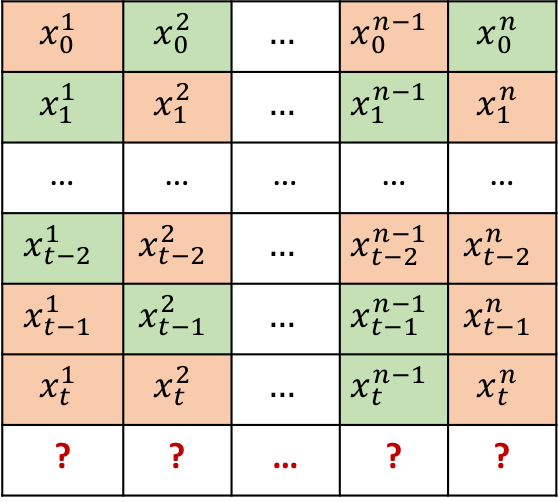 x_0^1 x_0^2 ... x_0^{n-1} x_0^n
x_1^1 x_1^2 ... x_1^{n-1} x_1^n
... ... ... ... ...
x_{t-2}^1 x_{t-2}^2 ... x_{t-2}^{n-1} x_{t-2}^n
x_{t-1}^1 x_{t-1}^2 ... x_{t-1}^{n-1} x_{t-1}^n
x_t^1 x_t^2 ... x_t^{n-1} x_t^n
? ? ... ? ?